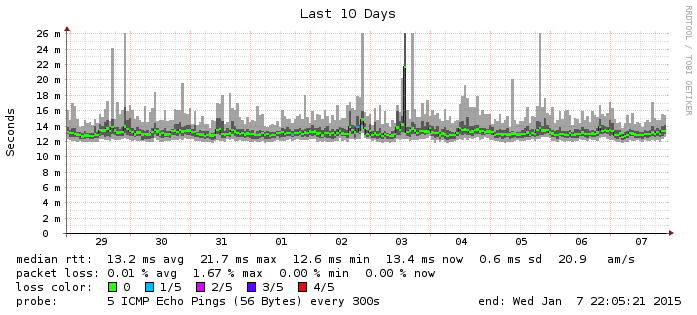 Last 10 Days
RRDTOOL / TOBI OETIKER
Seconds
26 m
24 m
22 m
20 m
18 m
16 m
14 m
12 m
10 m
8 m
6 m
4 m
2 m
0
29 30 31 01 02 03 04 05 06 07
median rtt: 13.2 ms avg 21.7 ms max 12.6 ms min 13.4 ms now 0.6 ms sd 20.9 am/s
packet loss: 0.01 % avg 1.67 % max 0.00 % min 0.00 % now
loss color: 0 1/5 2/5 3/5 4/5
probe: 5 ICMP Echo Pings (56 Bytes) every 300s end: Wed Jan 7 22:05:21 2015